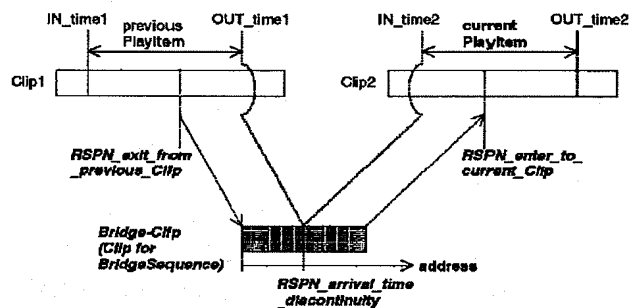 IN_time1
previous
PlayItem
OUT_time1
IN_time2
current
PlayItem
OUT_time2
Clip1
Clip2
RSPN_exit_from
_previous_Clip
RSPN_enter_to_
current_Clip
Bridge-Clip
(Clip for
BridgeSequence)
address
RSPN_arrival_time
_discontinuity